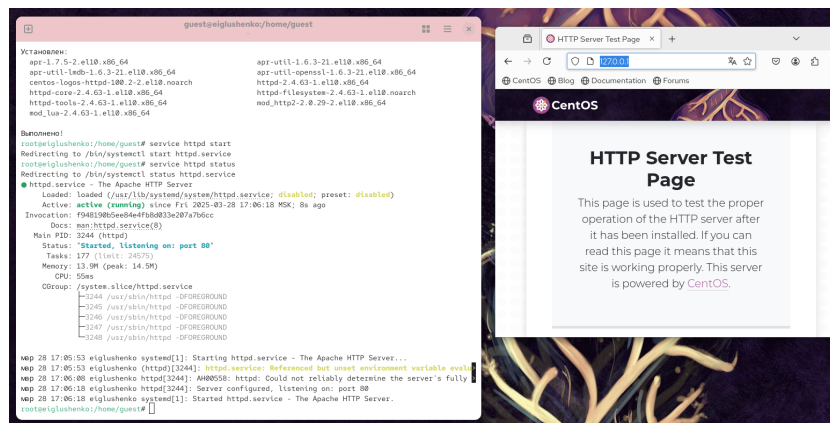 guest@eiglushenko:/home/guest
Установлен:
apr-1.7.5-2.el10.x86_64 apr-util-1.6.3-21.el10.x86_64
apr-util-lmdb-1.6.3-21.el10.x86_64 apr-util-openssl-1.6.3-21.el10.x86_64
centos-logos-httpd-100.2-2.el10.noarch httpd-2.4.63-1.el10.x86_64
httpd-core-2.4.63-1.el10.x86_64 httpd-filesystem-2.4.63-1.el10.noarch
httpd-tools-2.4.63-1.el10.x86_64 mod_http2-2.0.29-2.el10.x86_64
mod_lua-2.4.63-1.el10.x86_64
Выполнено!
root@eiglushenko:/home/guest# service httpd start
Redirecting to /bin/systemctl start httpd.service
root@eiglushenko:/home/guest# service httpd status
Redirecting to /bin/systemctl status httpd.service
● httpd.service - The Apache HTTP Server
Loaded: loaded (/usr/lib/systemd/system/httpd.service; disabled; preset: disabled)
Active: active (running) since Fri 2025-03-28 17:06:18 MSK; 8s ago
Invocation: f948190b5ee84e4fb8d033e207a7b6cc
Docs: man:httpd.service(8)
Main PID: 3244 (httpd)
Status: "Started, listening on: port 80"
Tasks: 177 (limit: 24575)
Memory: 13.9M (peak: 14.5M)
CPU: 55ms
CGroup: /system.slice/httpd.service
├─3244 /usr/sbin/httpd -DFOREGROUND
├─3245 /usr/sbin/httpd -DFOREGROUND
├─3246 /usr/sbin/httpd -DFOREGROUND
├─3247 /usr/sbin/httpd -DFOREGROUND
└─3248 /usr/sbin/httpd -DFOREGROUND
мар 28 17:05:53 eiglushenko systemd[1]: Starting httpd.service - The Apache HTTP Server...
мар 28 17:05:53 eiglushenko (httpd)[3244]: httpd.service: Referenced but unset environment variable evalu
мар 28 17:06:08 eiglushenko httpd[3244]: AH00558: httpd: Could not reliably determine the server's fully >
мар 28 17:06:18 eiglushenko httpd[3244]: Server configured, listening on: port 80
мар 28 17:06:18 eiglushenko systemd[1]: Started httpd.service - The Apache HTTP Server.
root@eiglushenko:/home/guest#
HTTP Server Test Page
127.0.0.1
CentOS Blog Documentation Forums
CentOS
HTTP Server Test
Page
This page is used to test the proper
operation of the HTTP server after
it has been installed. If you can
read this page it means that this
site is working properly. This server
is powered by CentOS.